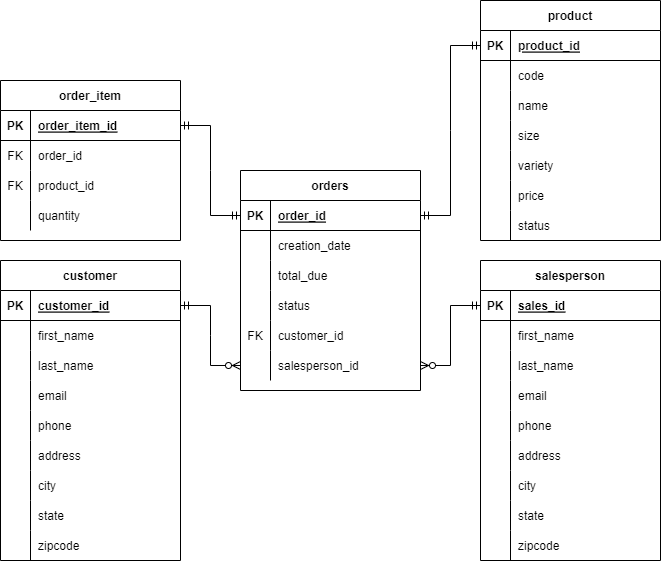 product
PK product_id
code
name
size
variety
price
status
order_item
PK order_item_id
FK order_id
FK product_id
quantity
orders
PK order_id
creation_date
total_due
status
FK customer_id
salesperson_id
customer
PK customer_id
first_name
last_name
email
phone
address
city
state
zipcode
salesperson
PK sales_id
first_name
last_name
email
phone
address
city
state
zipcode